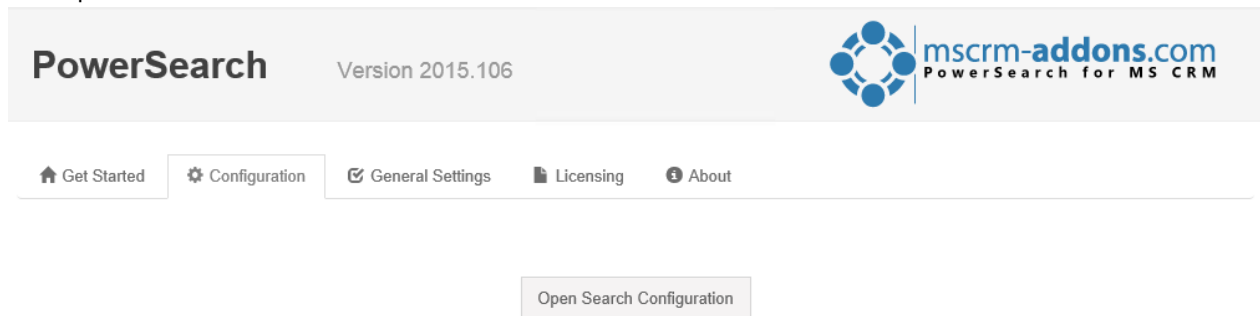 PowerSearch Version 2015.106
mscrm-addons.com
PowerSearch for MS CRM
Get Started Configuration General Settings Licensing About
Open Search Configuration